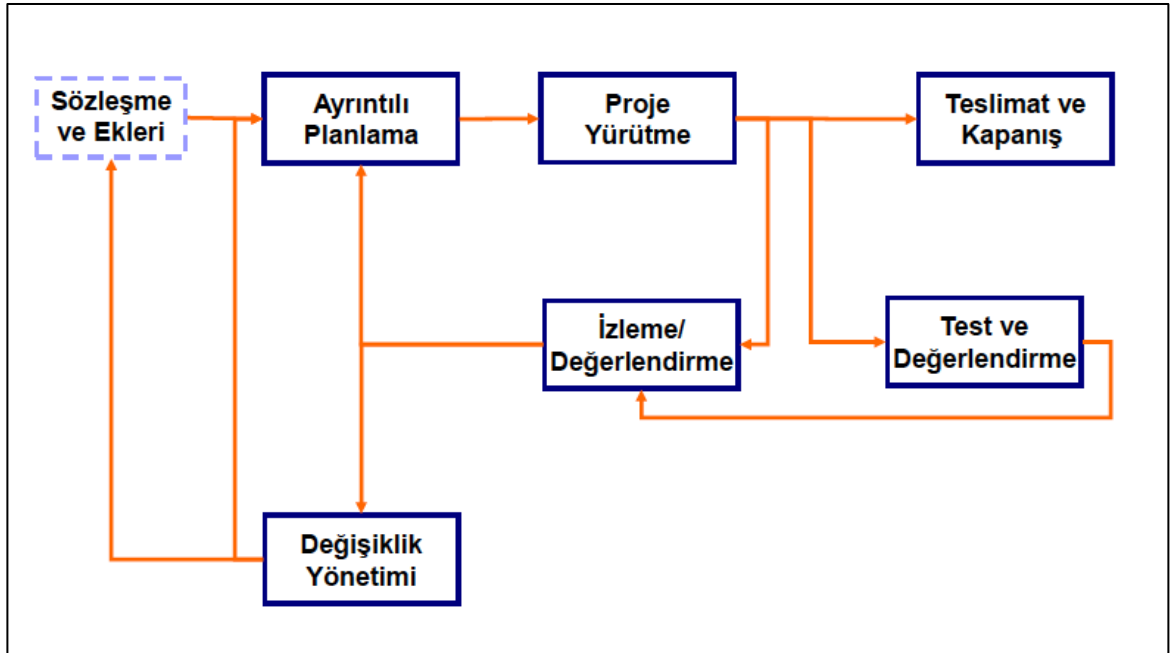 Sözleşme
ve Ekleri
Ayrıntılı
Planlama
Proje
Yürütme
Teslimat ve
Kapanış
İzleme/
Değerlendirme
Test ve
Değerlendirme
Değişiklik
Yönetimi